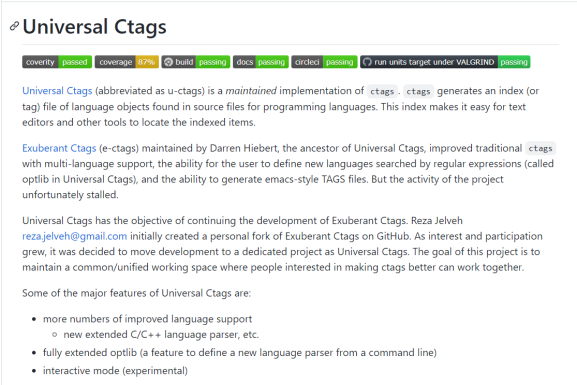 Universal Ctags
coverity passed coverage 87% build passing docs passing circleci passing run units target under VALGRIND passing
Universal Ctags (abbreviated as u-ctags) is a maintained implementation of ctags. ctags generates an index (or
tag) file of language objects found in source files for programming languages. This index makes it easy for text
editors and other tools to locate the indexed items.
Exuberant Ctags (e-ctags) maintained by Darren Hiebert, the ancestor of Universal Ctags, improved traditional ctags
with multi-language support, the ability for the user to define new languages searched by regular expressions (called
optlib in Universal Ctags), and the ability to generate emacs-style TAGS files. But the activity of the project
unfortunately stalled.
Universal Ctags has the objective of continuing the development of Exuberant Ctags. Reza Jelveh
reza.jelveh@gmail.com initially created a personal fork of Exuberant Ctags on GitHub. As interest and participation
grew, it was decided to move development to a dedicated project as Universal Ctags. The goal of this project is to
maintain a common/unified working space where people interested in making ctags better can work together.
Some of the major features of Universal Ctags are:
• more numbers of improved language support
◦ new extended C/C++ language parser, etc.
• fully extended optlib (a feature to define a new language parser from a command line)
• interactive mode (experimental)